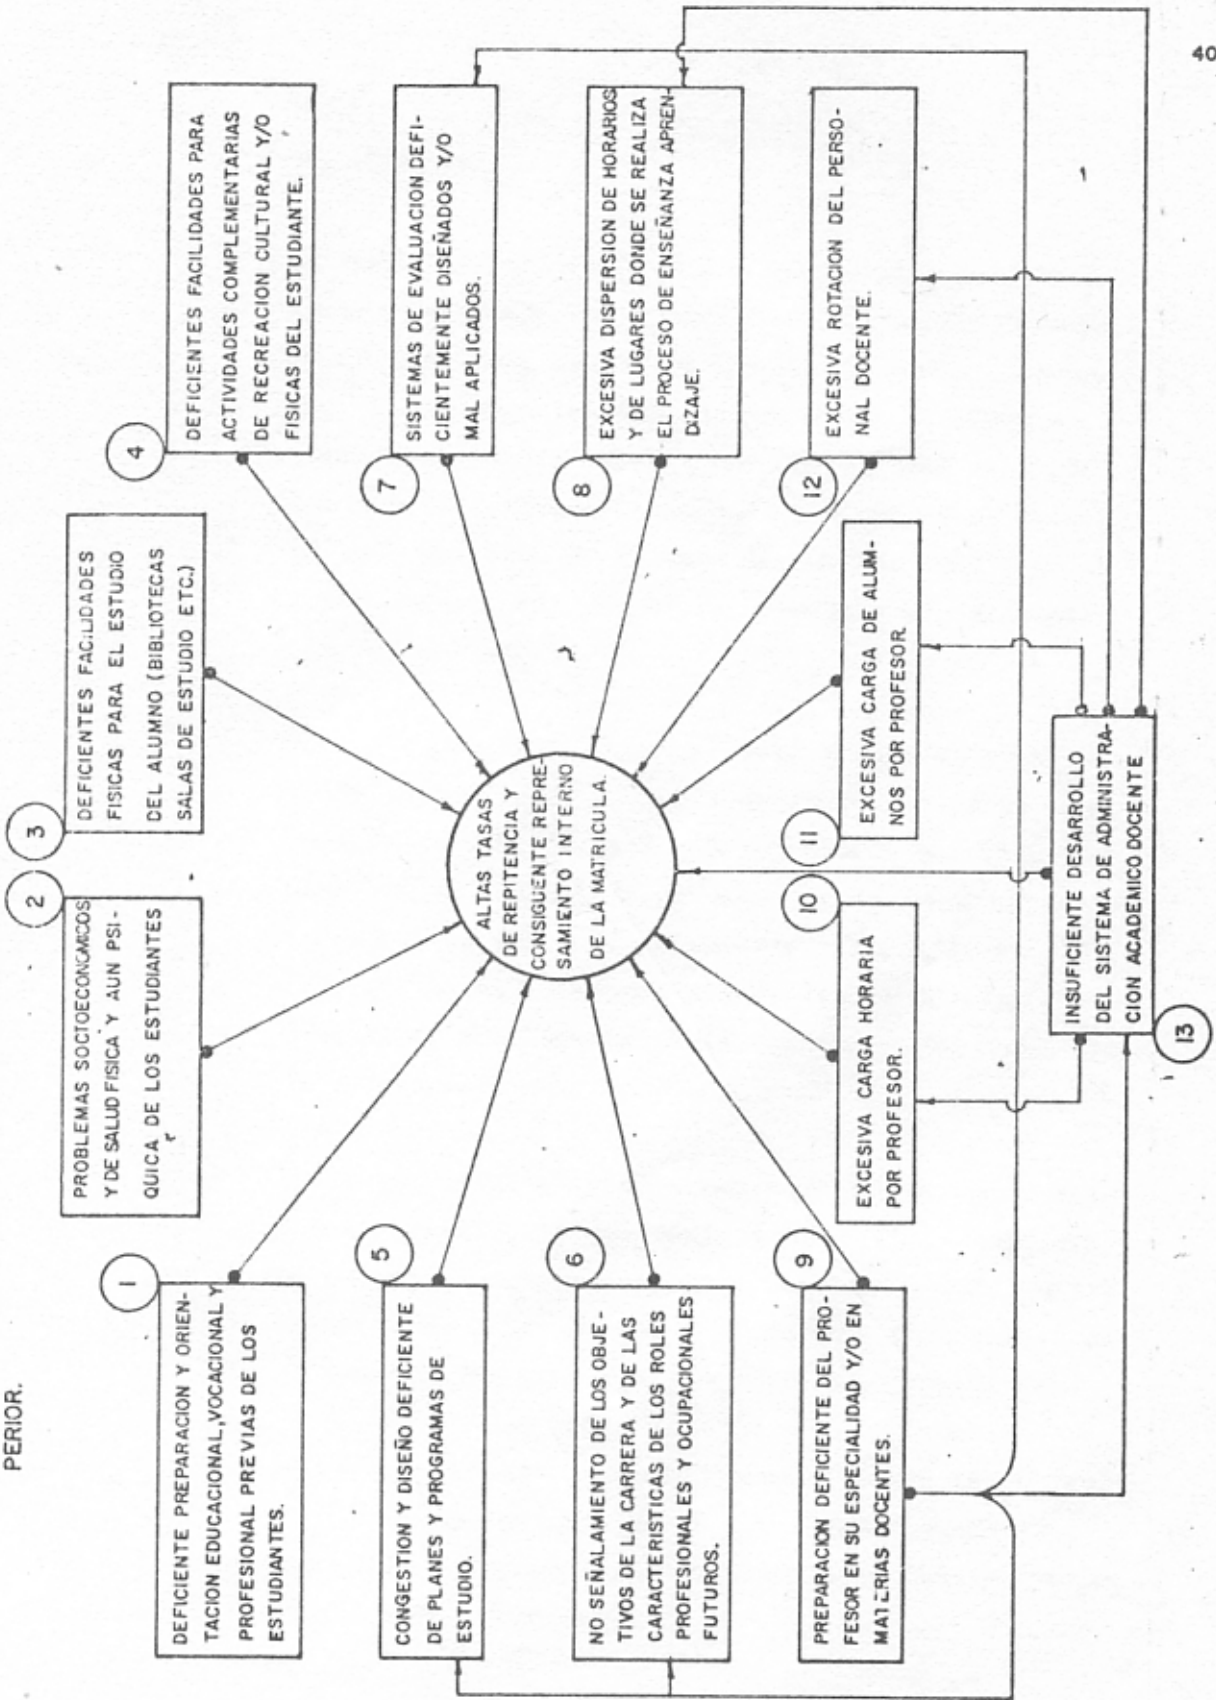 40
PERIOR.
1
DEFICIENTE PREPARACION Y ORIEN-
TACION EDUCACIONAL, VOCACIONAL Y
PROFESIONAL PREVIAS DE LOS
ESTUDIANTES.
2
PROBLEMAS SOCTOECONOMICOS
Y DE SALUD FISICA Y AUN PSI-
QUICA DE LOS ESTUDIANTES
3
DEFICIENTES FACILIDADES
FISICAS PARA EL ESTUDIO
DEL ALUMNO (BIBLIOTECAS
SALAS DE ESTUDIO ETC.)
4
DEFICIENTES FACILIDADES PARA
ACTIVIDADES COMPLEMENTARIAS
DE RECREACION CULTURAL Y/O
FISICAS DEL ESTUDIANTE.
5
CONGESTION Y DISEÑO DEFICIENTE
DE PLANES Y PROGRAMAS DE
ESTUDIO.
ALTAS TASAS
DE REPITENCIA Y
CONSIGUENTE REPRE-
SAMIENTO INTERNO
DE LA MATRICULA.
7
SISTEMAS DE EVALUACION DEFI-
CIENTEMENTE DISEÑADOS Y/O
MAL APLICADOS.
6
NO SEÑALAMIENTO DE LOS OBJE-
TIVOS DE LA CARRERA Y DE LAS
CARACTERISTICAS DE LOS ROLES
PROFESIONALES Y OCUPACIONALES
FUTUROS.
8
EXCESIVA DISPERSION DE HORARIOS
Y DE LUGARES DONDE SE REALIZA
EL PROCESO DE ENSEÑANZA APREN-
DIZAJE.
9
PREPARACION DEFICIENTE DEL PRO-
FESOR EN SU ESPECIALIDAD Y/O EN
MATERIAS DOCENTES.
10
EXCESIVA CARGA HORARIA
POR PROFESOR.
11
EXCESIVA CARGA DE ALUM-
NOS POR PROFESOR.
12
EXCESIVA ROTACION DEL PERSO-
NAL DOCENTE.
13
INSUFICIENTE DESARROLLO
DEL SISTEMA DE ADMINISTRA-
CION ACADEMICO DOCENTE